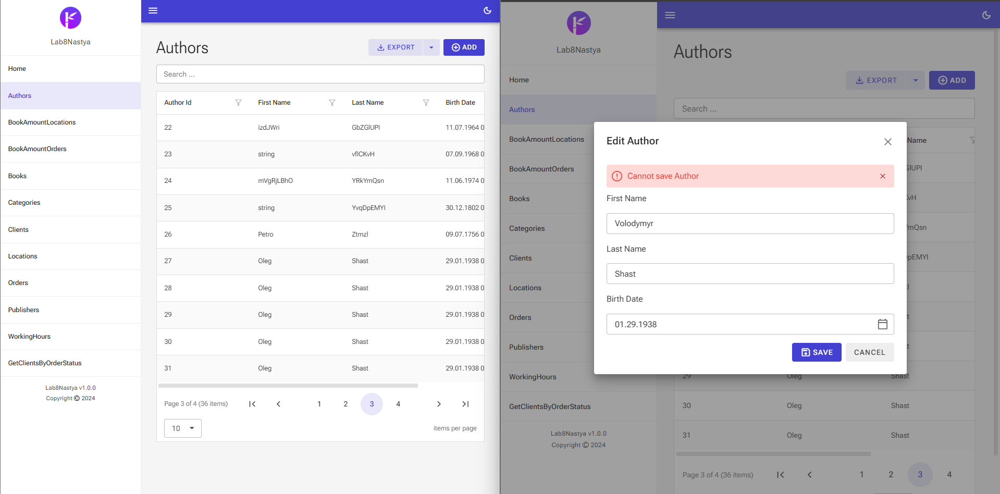 Lab8Nastya
Home
Authors
BookAmountLocations
BookAmountOrders
Books
Categories
Clients
Locations
Orders
Publishers
WorkingHours
GetClientsByOrderStatus
Lab8Nastya v1.0.0
Copyright © 2024
Authors
EXPORT
ADD
Search ...
Author Id First Name Last Name Birth Date
22 izdJWri GbZGlUPI 11.07.1964 0
23 string vfICKvH 07.09.1968 0
24 mVgRjLBhO YRkYmQsn 11.06.1974 0
25 string YvqDpEMYI 30.12.1802 0
26 Petro Ztmzl 09.07.1756 0
27 Oleg Shast 29.01.1938 0
28 Oleg Shast 29.01.1938 0
29 Oleg Shast 29.01.1938 0
30 Oleg Shast 29.01.1938 0
31 Oleg Shast 29.01.1938 0
Page 3 of 4 (36 items) 1 2 3 4
10 items per page
Lab8Nastya
Home
Authors
BookAmountLocations
BookAmountOrders
Books
Categories
Clients
Locations
Orders
Publishers
WorkingHours
GetClientsByOrderStatus
Lab8Nastya v1.0.0
Copyright © 2024
Authors
EXPORT
ADD
Search ...
Name
Edit Author
Cannot save Author
First Name
Volodymyr
Last Name
Shast
Birth Date
01.29.1938
SAVE
CANCEL
29 Oleg Shast
30 Oleg Shast
31 Oleg Shast
Page 3 of 4 (36 items) 1 2 3 4